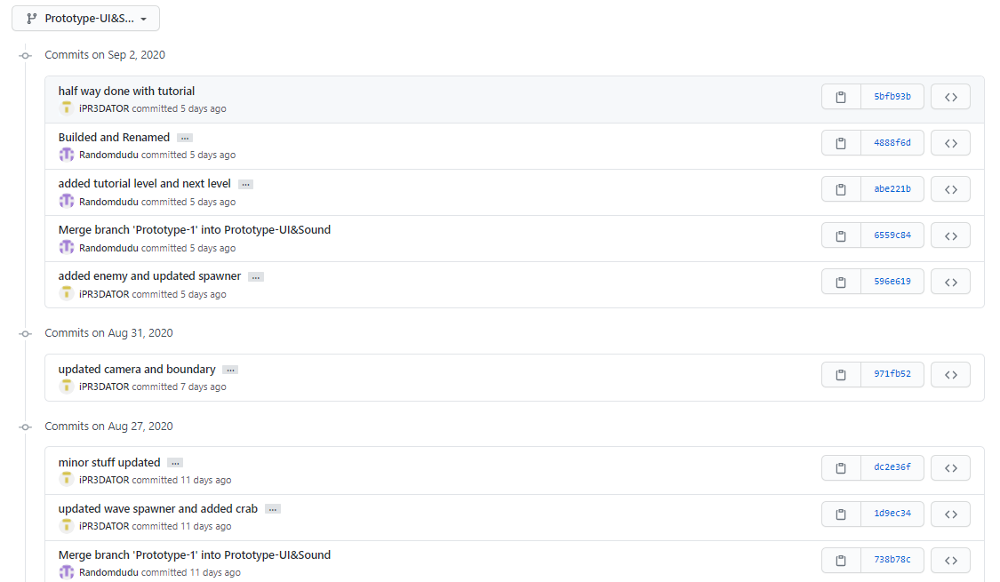 Prototype-UI&S...
Commits on Sep 2, 2020
half way done with tutorial
iPR3DATOR committed 5 days ago
5bfb93b
Builded and Renamed ...
Randomdudu committed 5 days ago
4888f6d
added tutorial level and next level ...
Randomdudu committed 5 days ago
abe221b
Merge branch 'Prototype-1' into Prototype-UI&Sound
Randomdudu committed 5 days ago
6559c84
added enemy and updated spawner ...
iPR3DATOR committed 5 days ago
596e619
Commits on Aug 31, 2020
updated camera and boundary ...
iPR3DATOR committed 7 days ago
971fb52
Commits on Aug 27, 2020
minor stuff updated ...
iPR3DATOR committed 11 days ago
dc2e36f
updated wave spawner and added crab ...
iPR3DATOR committed 11 days ago
1d9ec34
Merge branch 'Prototype-1' into Prototype-UI&Sound
Randomdudu committed 11 days ago
738b78c